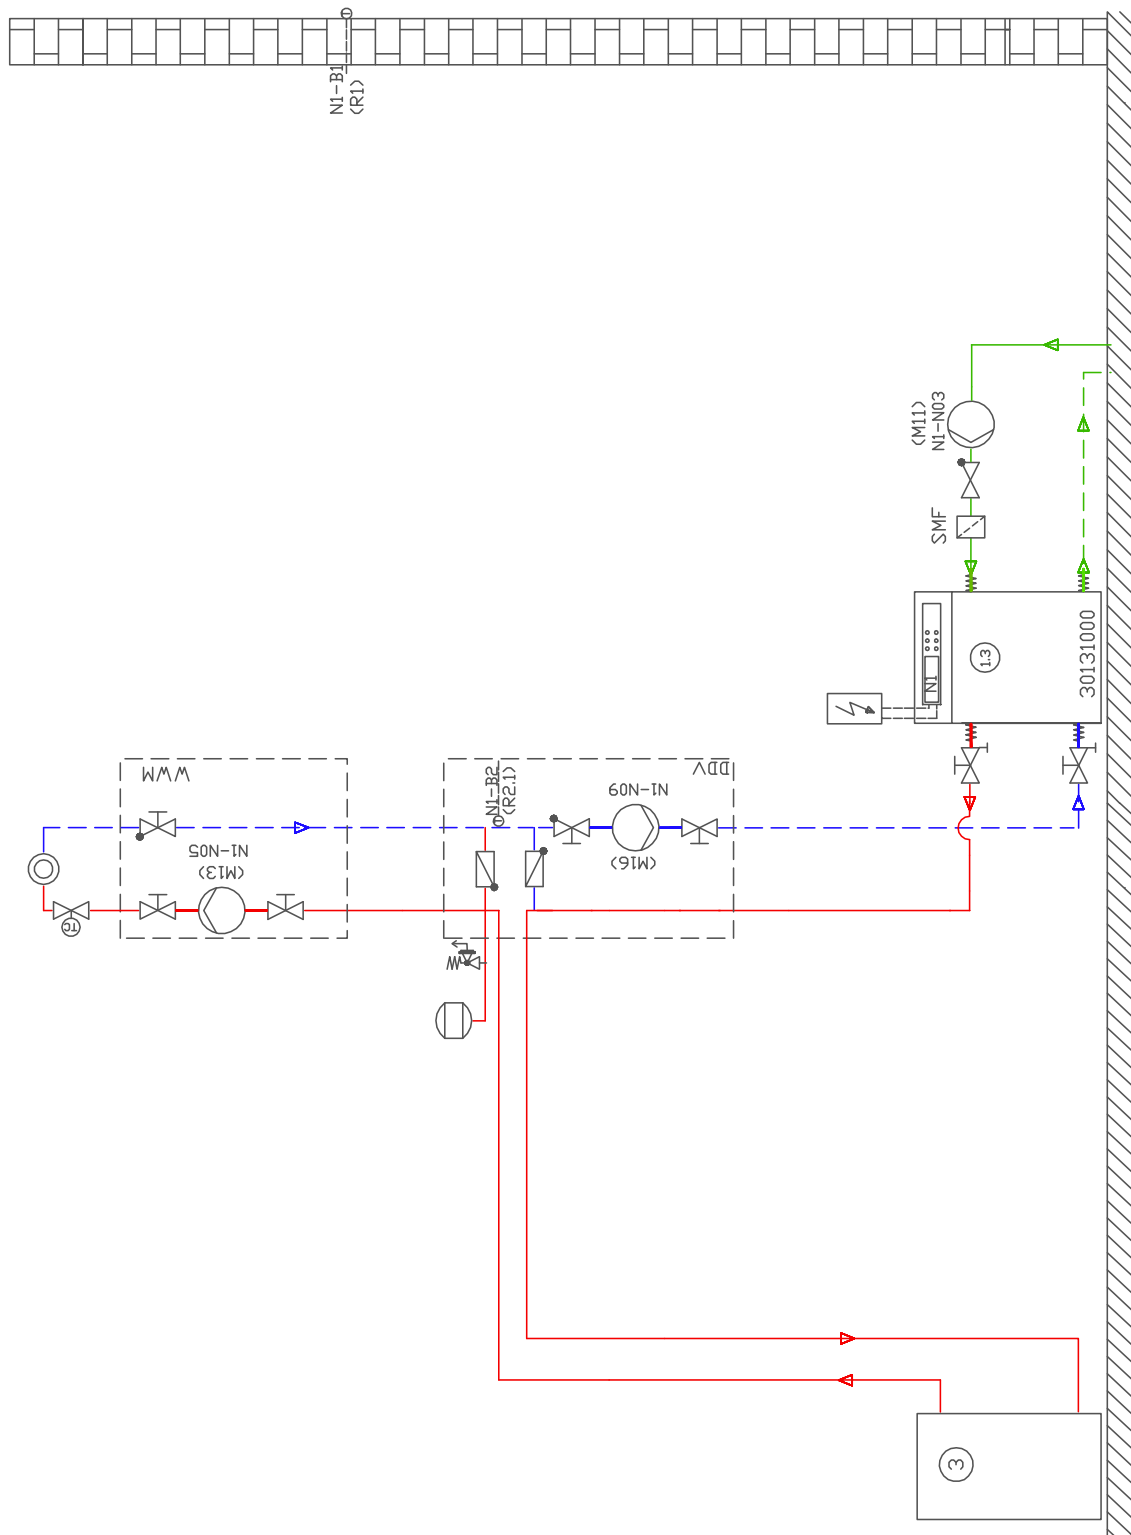 N1-B1
(R1)
(M11)
N1-N03
SMF
N1
1.3
30131000
WWM
N1-B2
(R2.1)
DDV
N1-N09
(M16)
N1-N05
(M13)
TC
3